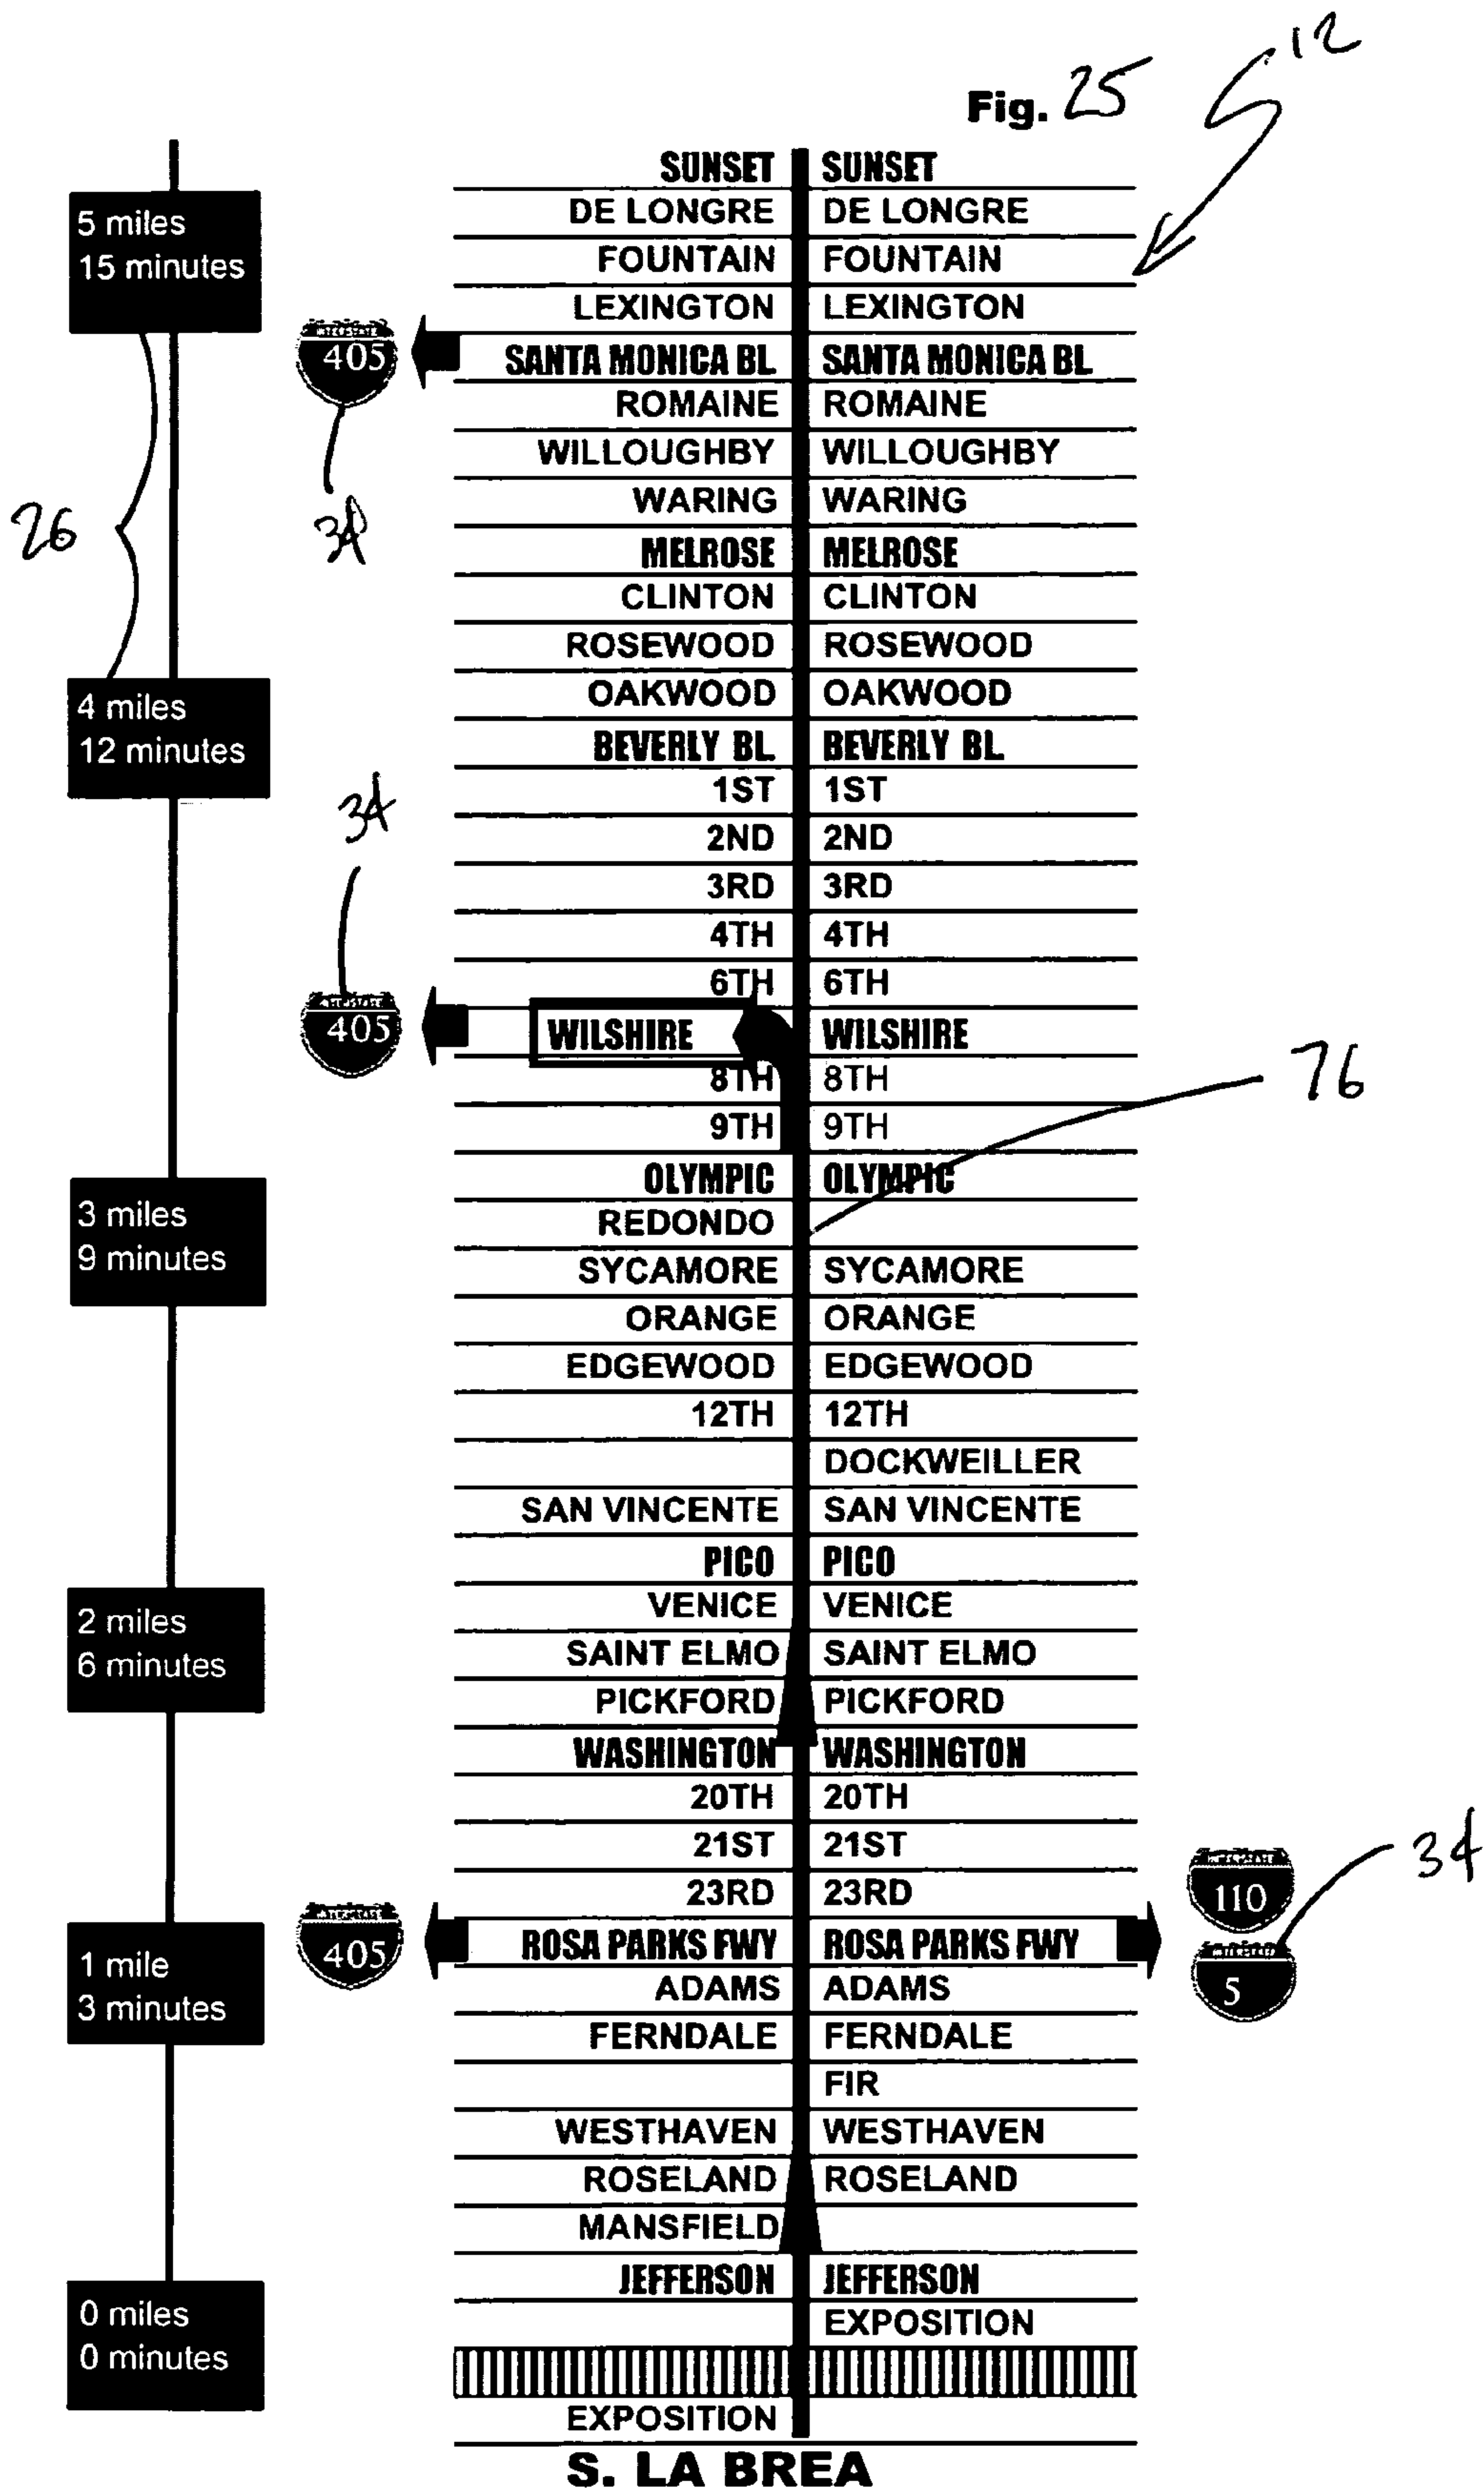 Fig. 25
12
SUNSET SUNSET
DE LONGRE DE LONGRE
5 miles
15 minutes
FOUNTAIN FOUNTAIN
LEXINGTON LEXINGTON
INTERSTATE
405
SANTA MONICA BL SANTA MONICA BL
ROMAINE ROMAINE
WILLOUGHBY WILLOUGHBY
WARING WARING
26
34
MELROSE MELROSE
CLINTON CLINTON
ROSEWOOD ROSEWOOD
OAKWOOD OAKWOOD
4 miles
12 minutes
BEVERLY BL BEVERLY BL
1ST 1ST
34
2ND 2ND
3RD 3RD
4TH 4TH
6TH 6TH
INTERSTATE
405
WILSHIRE WILSHIRE
8TH 8TH
76
9TH 9TH
OLYMPIC OLYMPIC
3 miles
9 minutes
REDONDO
SYCAMORE SYCAMORE
ORANGE ORANGE
EDGEWOOD EDGEWOOD
12TH 12TH
DOCKWEILLER
SAN VINCENTE SAN VINCENTE
PICO PICO
VENICE VENICE
2 miles
6 minutes
SAINT ELMO SAINT ELMO
PICKFORD PICKFORD
WASHINGTON WASHINGTON
20TH 20TH
21ST 21ST
34
23RD 23RD
INTERSTATE
110
INTERSTATE
405
ROSA PARKS FWY ROSA PARKS FWY
INTERSTATE
5
1 mile
3 minutes
ADAMS ADAMS
FERNDALE FERNDALE
FIR
WESTHAVEN WESTHAVEN
ROSELAND ROSELAND
MANSFIELD
JEFFERSON JEFFERSON
0 miles
0 minutes
EXPOSITION
EXPOSITION
S. LA BREA